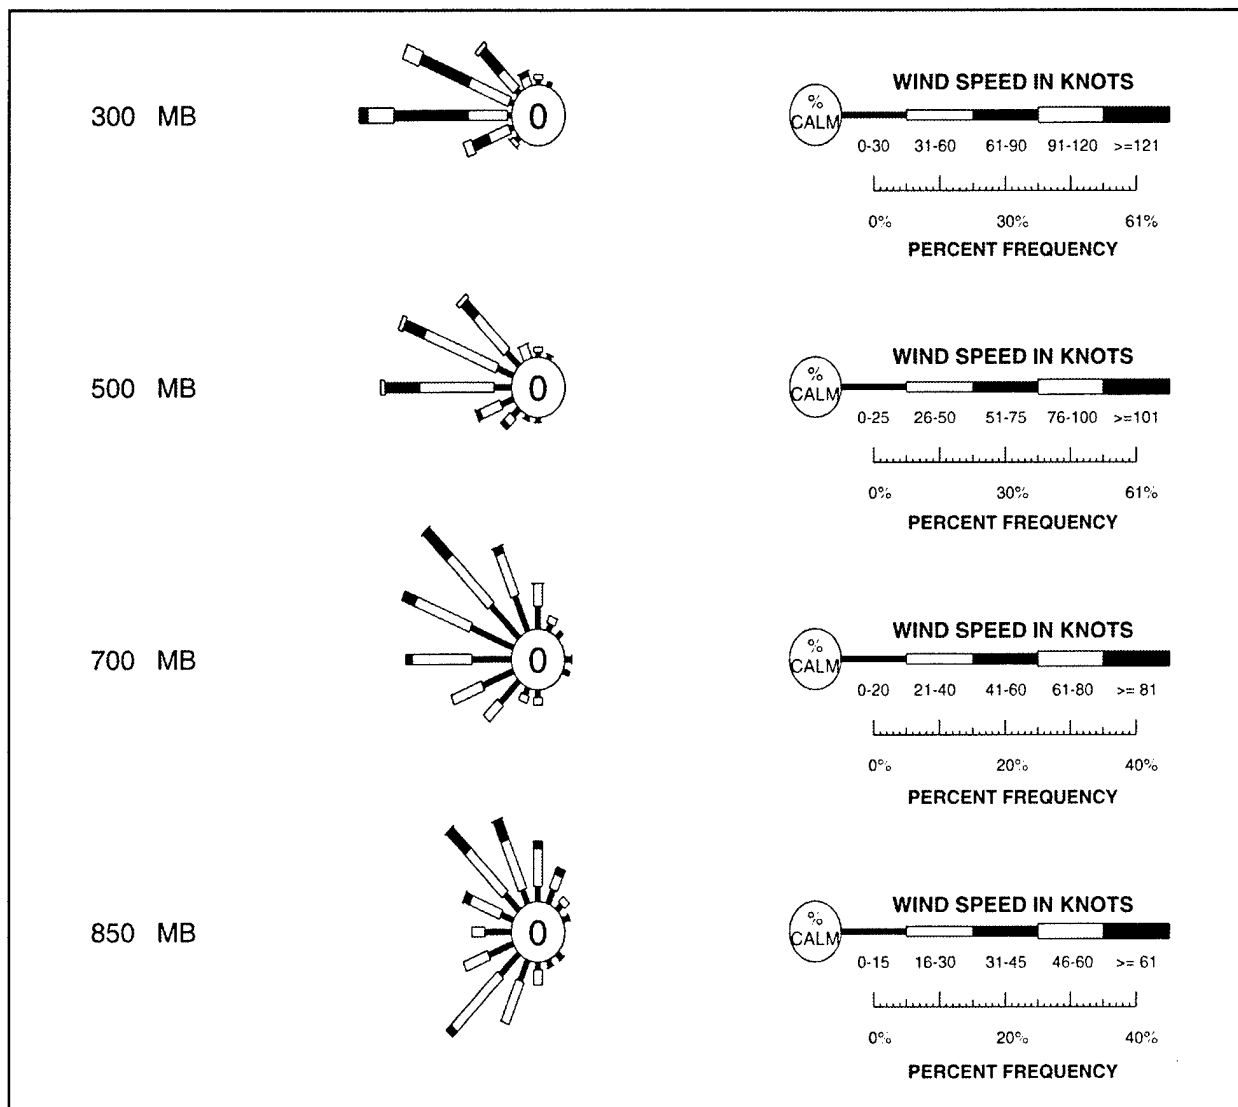 WIND SPEED IN KNOTS
300 MB
0
%
CALM
0-30 31-60 61-90 91-120 >=121
0% 30% 61%
PERCENT FREQUENCY
WIND SPEED IN KNOTS
500 MB
0
%
CALM
0-25 26-50 51-75 76-100 >=101
0% 30% 61%
PERCENT FREQUENCY
WIND SPEED IN KNOTS
700 MB
0
%
CALM
0-20 21-40 41-60 61-80 >= 81
0% 20% 40%
PERCENT FREQUENCY
WIND SPEED IN KNOTS
850 MB
0
%
CALM
0-15 16-30 31-45 46-60 >= 61
0% 20% 40%
PERCENT FREQUENCY